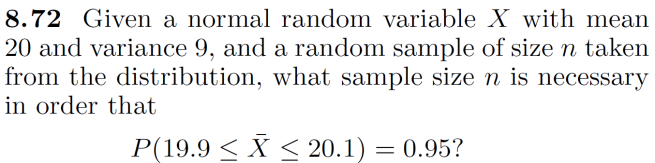 8.72 Given a normal random variable X with mean
20 and variance 9, and a random sample of size n taken
from the distribution, what sample size n is necessary
in order that
P(19.9 ≤ X̄ ≤ 20.1) = 0.95?